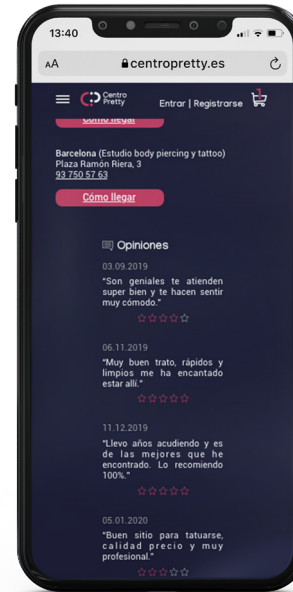 13:40
AA
centropretty.es
Centro
Pretty
Entrar | Registrarse
1
Cómo llegar
Barcelona (Estudio body piercing y tattoo)
Plaza Ramón Riera, 3
93 750 57 63
Cómo llegar
Opiniones
03.09.2019
“Son geniales te atienden
super bien y te hacen sentir
muy cómodo.”
06.11.2019
“Muy buen trato, rápidos y
limpios me ha encantado
estar allí.”
11.12.2019
“Llevo años acudiendo y es
de las mejores que he
encontrado. Lo recomiendo
100%.”
05.01.2020
“Buen sitio para tatuarse,
calidad precio y muy
profesional.”